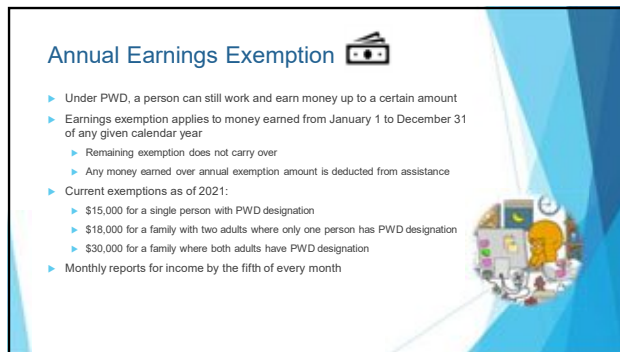 Annual Earnings Exemption
Under PWD, a person can still work and earn money up to a certain amount
Earnings exemption applies to money earned from January 1 to December 31
of any given calendar year
Remaining exemption does not carry over
Any money earned over annual exemption amount is deducted from assistance
Current exemptions as of 2021:
$15,000 for a single person with PWD designation
$18,000 for a family with two adults where only one person has PWD designation
$30,000 for a family where both adults have PWD designation
Monthly reports for income by the fifth of every month